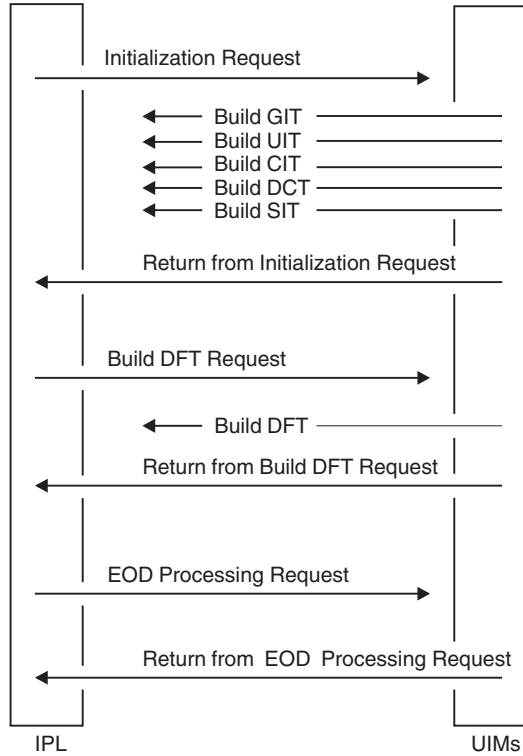 Initialization Request
Build GIT
Build UIT
Build CIT
Build DCT
Build SIT
Return from Initialization Request
Build DFT Request
Build DFT
Return from Build DFT Request
EOD Processing Request
Return from EOD Processing Request
IPL
UIMs